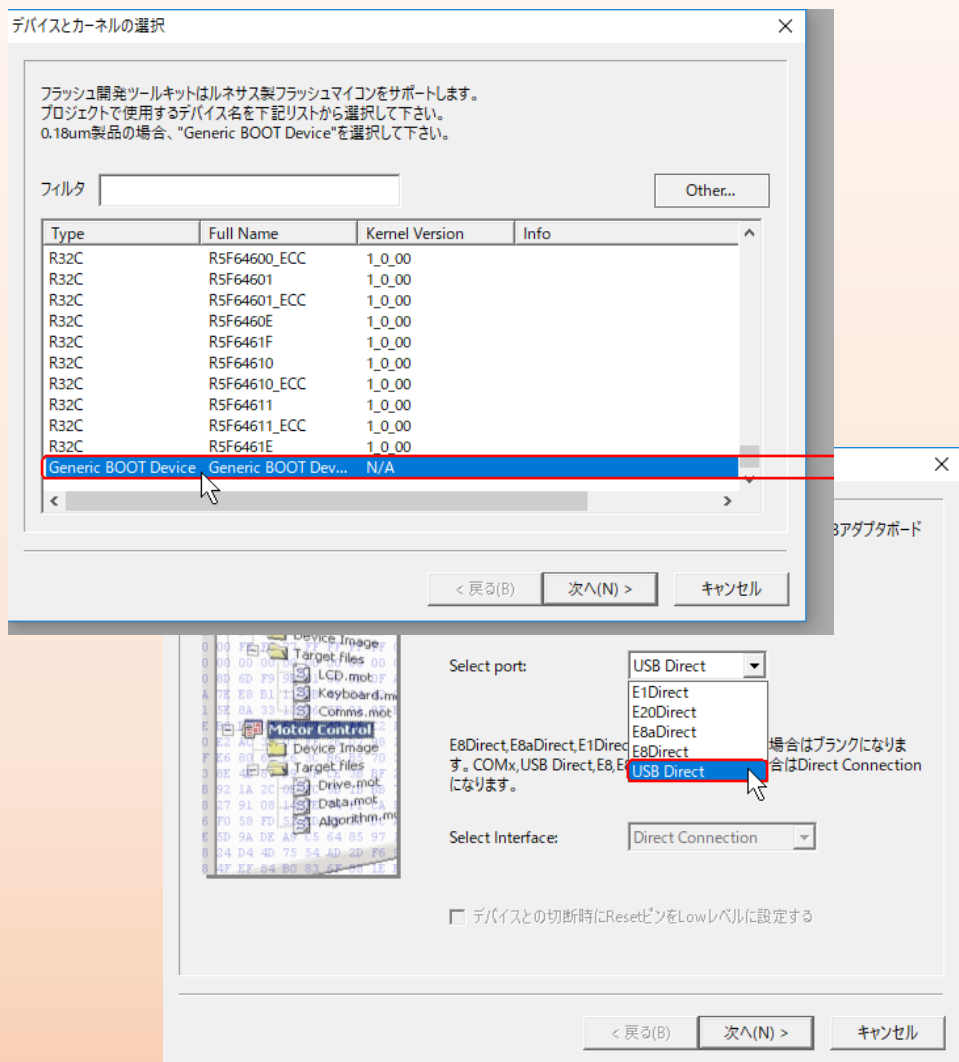 デバイスとカーネルの選択
フラッシュ開発ツールキットはルネサス製フラッシュマイコンをサポートします。
プロジェクトで使用するデバイス名を下記リストから選択して下さい。
0.18um製品の場合、"Generic BOOT Device"を選択して下さい。
フィルタ
Other...
Type Full Name Kernel Version Info
R32C R5F64600_ECC 1_0_00
R32C R5F64601 1_0_00
R32C R5F64601_ECC 1_0_00
R32C R5F6460E 1_0_00
R32C R5F6461F 1_0_00
R32C R5F64610 1_0_00
R32C R5F64610_ECC 1_0_00
R32C R5F64611 1_0_00
R32C R5F64611_ECC 1_0_00
R32C R5F6461E 1_0_00
Generic BOOT Device Generic BOOT Dev... N/A
< 戻る(B) 次へ(N) > キャンセル
アダプタボード
Device Image
Target files
LCD.mot
Keyboard.m
Comms.mot
Motor Control
Device Image
Target files
Drive.mot
Data.mot
Algorithm.m
Select port: USB Direct
E1Direct
E20Direct
E8aDirect
E8Direct
USB Direct
E8Direct,E8aDirect,E1Direc 場合はブランクになりま
す。COMx,USB Direct,E8,E 合はDirect Connection
になります。
Select Interface: Direct Connection
デバイスとの切断時にResetピンをLowレベルに設定する
< 戻る(B) 次へ(N) > キャンセル